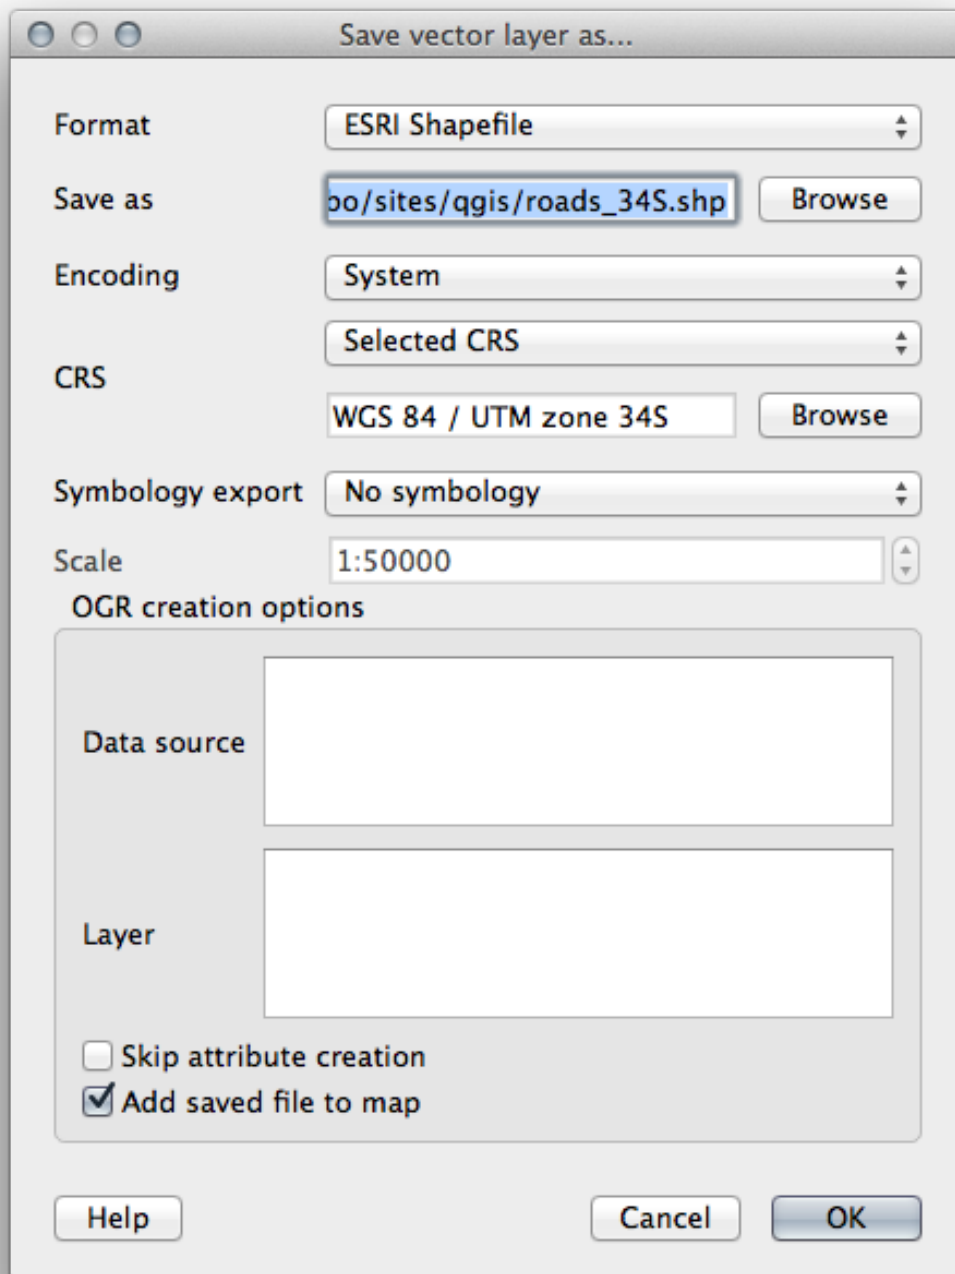 Save vector layer as...
Format ESRI Shapefile
Save as bo/sites/qgis/roads_34S.shp Browse
Encoding System
Selected CRS
CRS
WGS 84 / UTM zone 34S Browse
Symbology export No symbology
Scale 1:50000
OGR creation options
Data source
Layer
Skip attribute creation
Add saved file to map
Help Cancel OK